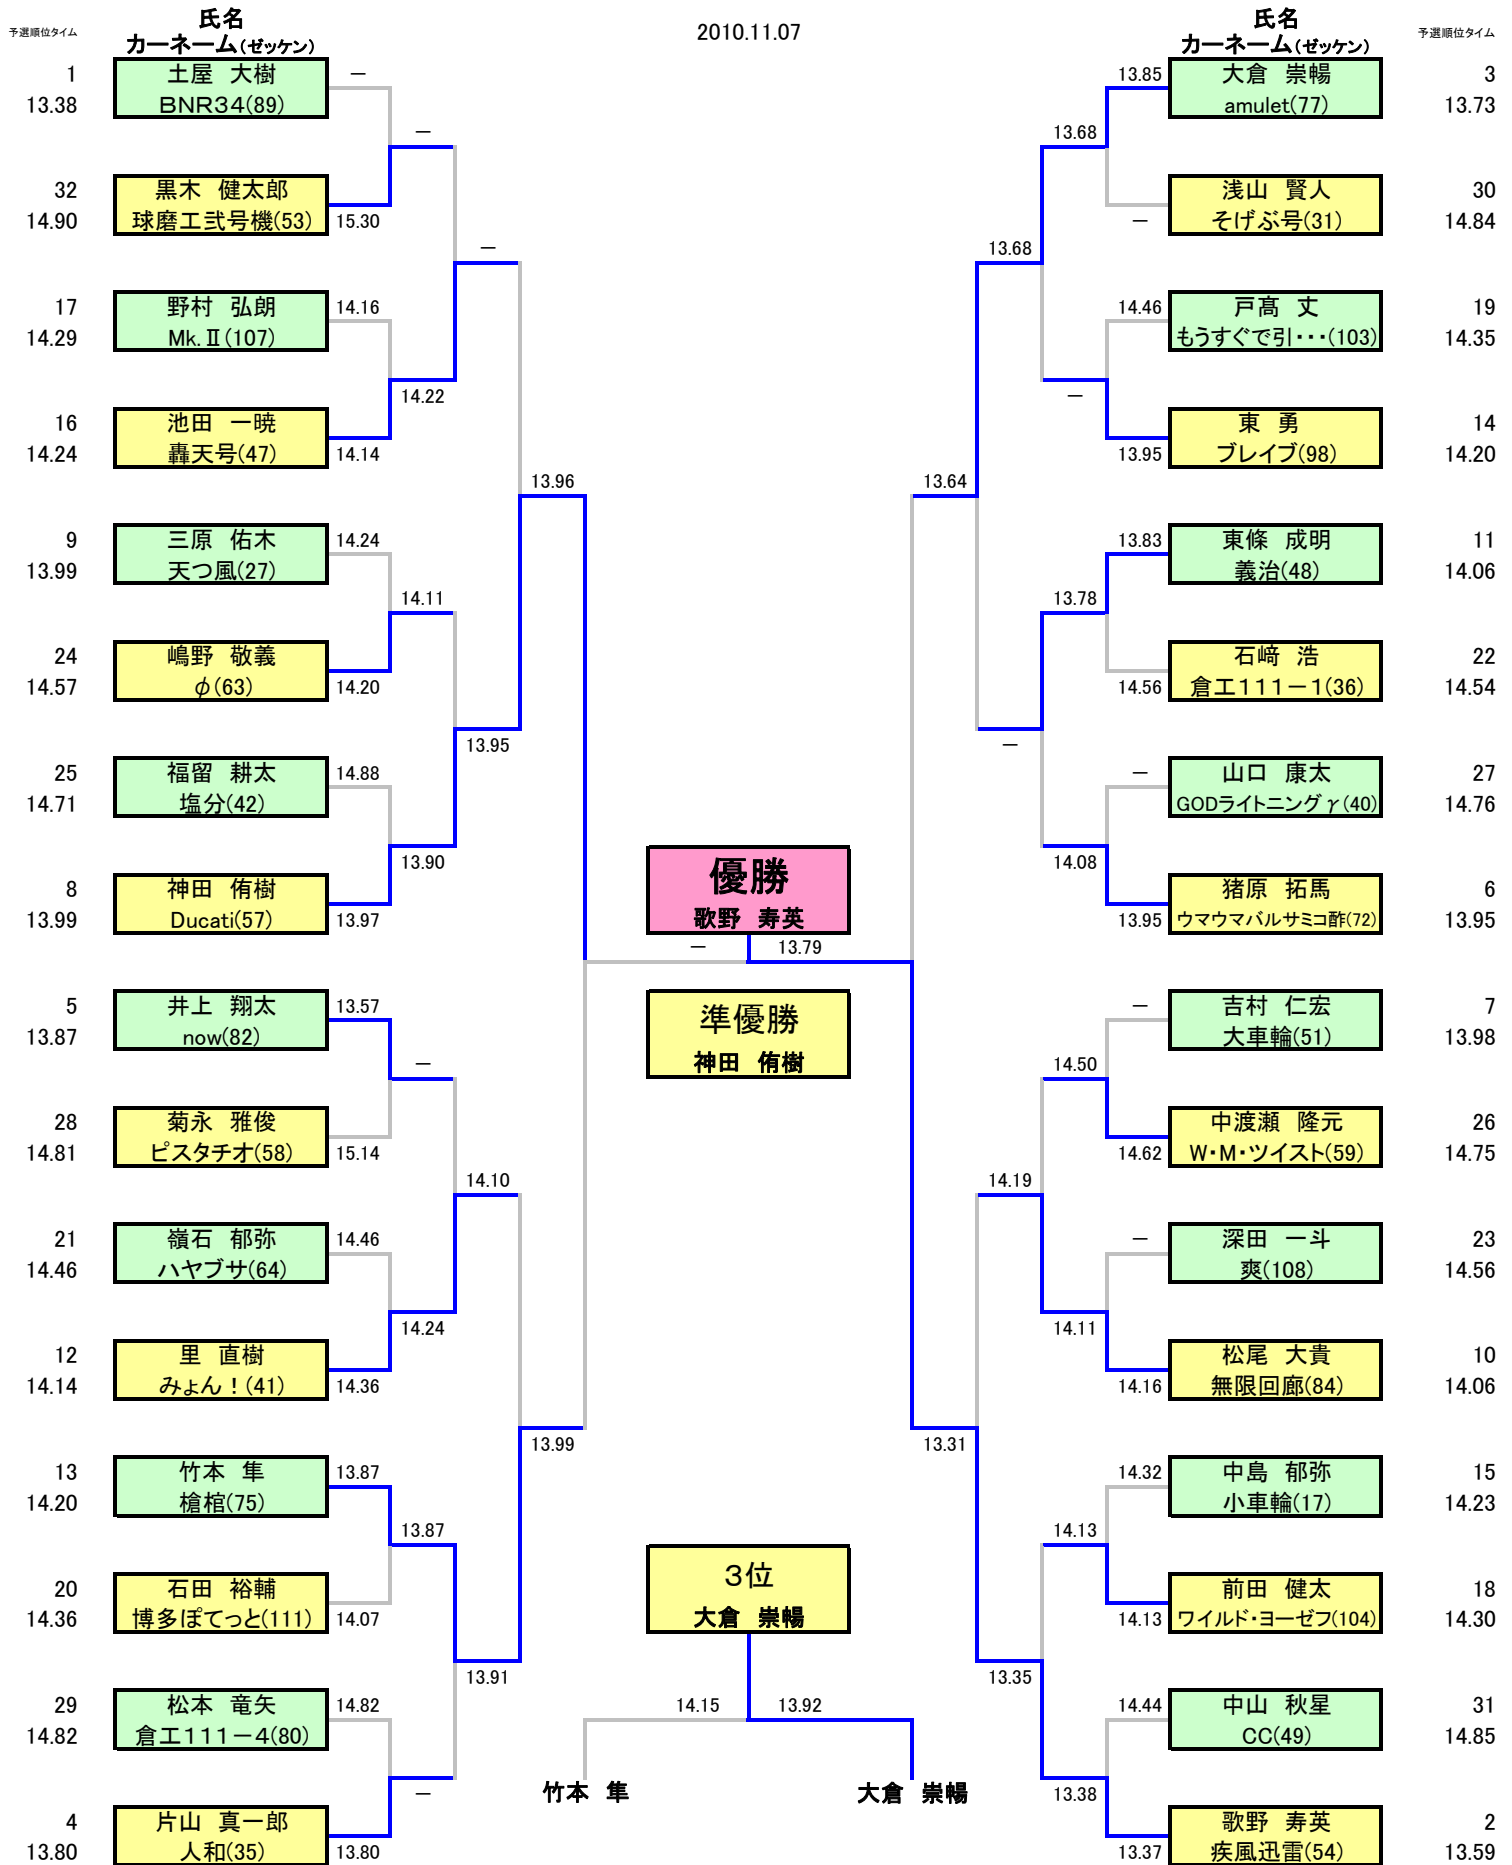 2010.11.07
予選順位タイム
氏名
カーネーム(ゼッケン)
1
土屋 大樹
13.38
BNR34(89)
—
—
32
黒木 健太郎
14.90
球磨工弐号機(53)
15.30
—
17
野村 弘朗
14.16
14.29
Mk.Ⅱ(107)
14.22
16
池田 一暁
14.24
轟天号(47)
14.14
13.96
9
三原 佑木
14.24
13.99
天つ風(27)
14.11
24
嶋野 敬義
14.57
φ(63)
14.20
13.95
25
福留 耕太
14.88
14.71
塩分(42)
13.90
8
神田 侑樹
13.99
Ducati(57)
13.97
5
井上 翔太
13.57
13.87
now(82)
—
28
菊永 雅俊
14.81
ピスタチオ(58)
15.14
14.10
21
嶺石 郁弥
14.46
14.46
ハヤブサ(64)
14.24
12
里 直樹
14.14
みょん!(41)
14.36
13.99
13
竹本 隼
13.87
14.20
槍棺(75)
13.87
20
石田 裕輔
14.36
博多ぽてっと(111)
14.07
13.91
29
松本 竜矢
14.82
14.82
倉工111-4(80)
—
4
片山 真一郎
13.80
人和(35)
13.80
優勝
歌野 寿英
—
13.79
準優勝
神田 侑樹
3位
大倉 崇暢
14.15
13.92
竹本 隼
大倉 崇暢
氏名
カーネーム(ゼッケン)
予選順位タイム
13.85
大倉 崇暢
3
amulet(77)
13.73
13.68
浅山 賢人
30
—
そげぶ号(31)
14.84
13.68
14.46
戸髙 丈
19
もうすぐで引・・・(103)
14.35
—
東 勇
14
13.95
ブレイブ(98)
14.20
13.64
13.83
東條 成明
11
義治(48)
14.06
13.78
石﨑 浩
22
14.56
倉工111-1(36)
14.54
—
—
山口 康太
27
GODライトニングγ(40)
14.76
14.08
猪原 拓馬
6
13.95
ウマウマバルサミコ酢(72)
13.95
—
吉村 仁宏
7
大車輪(51)
13.98
14.50
中渡瀬 隆元
26
14.62
W・M・ツイスト(59)
14.75
14.19
—
深田 一斗
23
爽(108)
14.56
14.11
松尾 大貴
10
14.16
無限回廊(84)
14.06
13.31
14.32
中島 郁弥
15
小車輪(17)
14.23
14.13
前田 健太
18
14.13
ワイルド・ヨーゼフ(104)
14.30
13.35
14.44
中山 秋星
31
CC(49)
14.85
13.38
歌野 寿英
2
13.37
疾風迅雷(54)
13.59